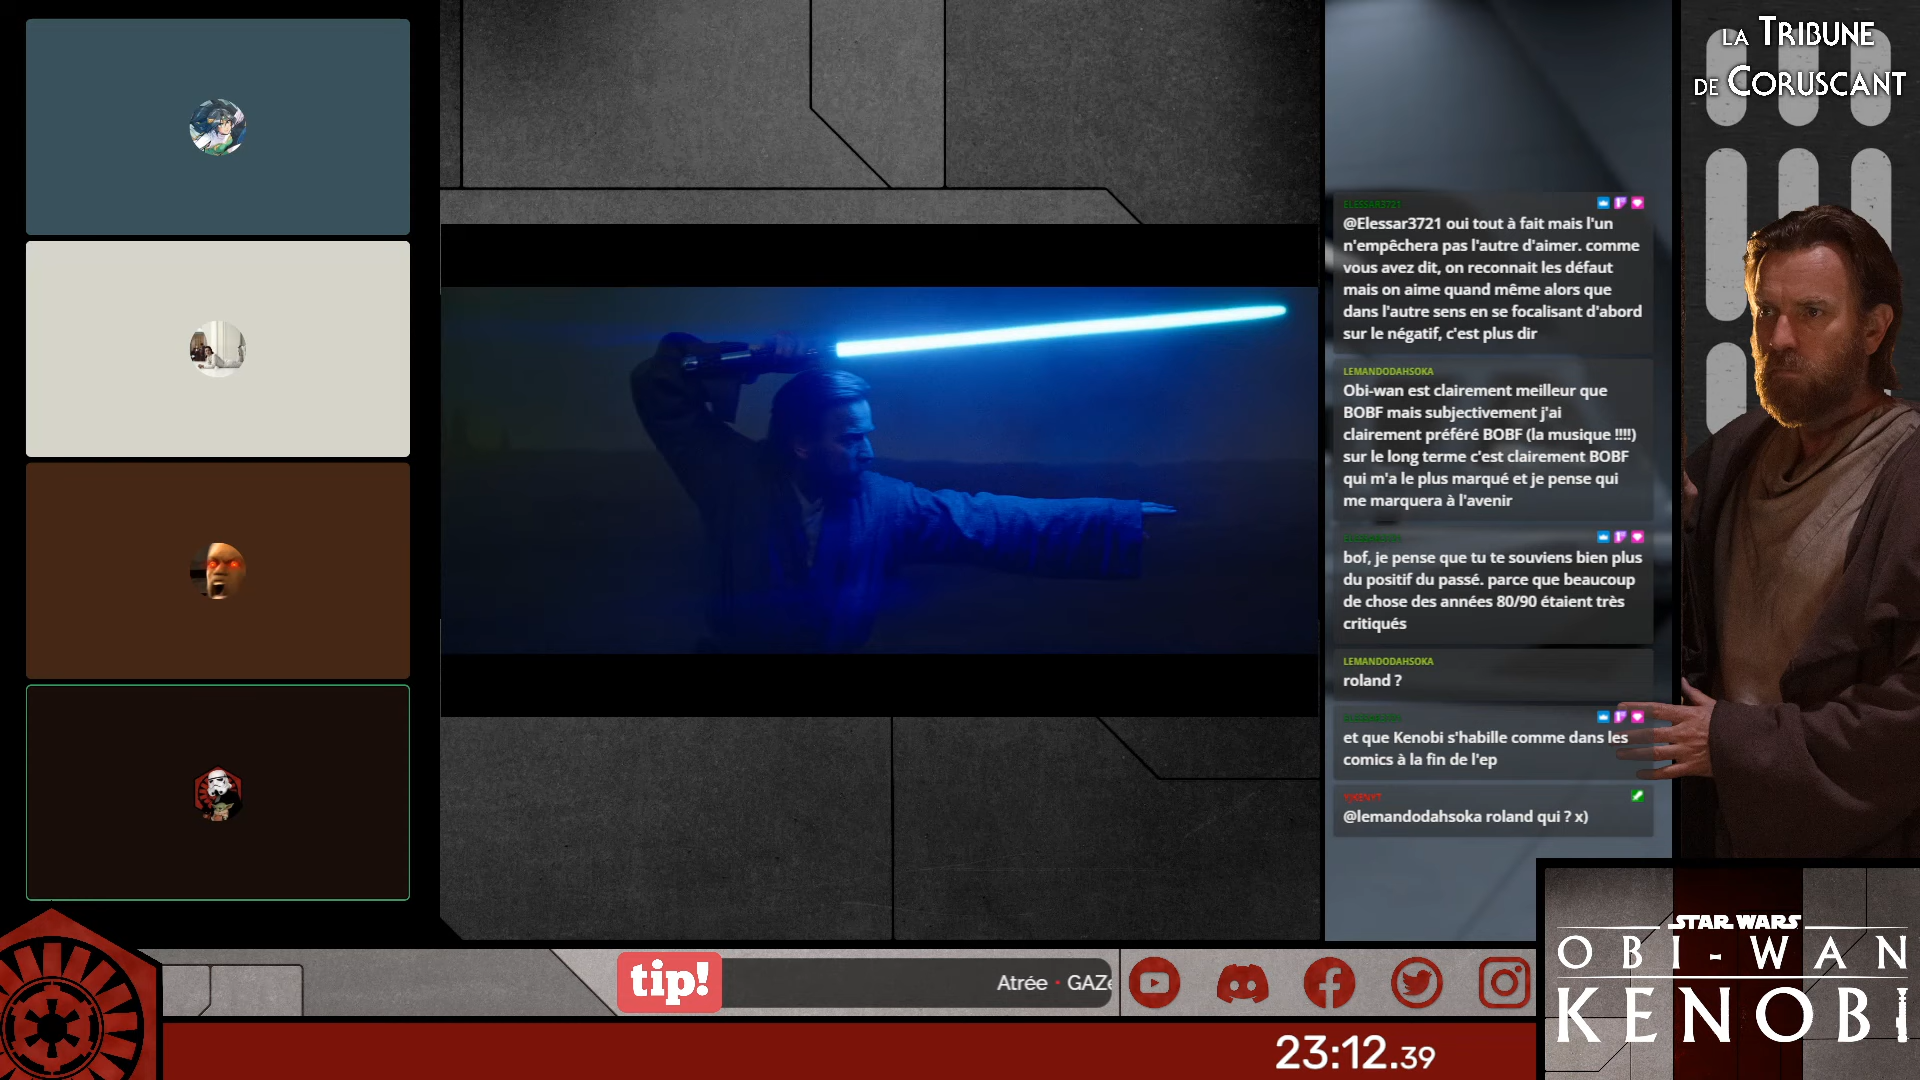 LA TRIBUNE
DE CORUSCANT
ELESSAR3721
@Elessar3721 oui tout à fait mais l'un
n'empêchera pas l'autre d'aimer. comme
vous avez dit, on reconnait les défaut
mais on aime quand même alors que
dans l'autre sens en se focalisant d'abord
sur le négatif, c'est plus dir
LEMANDODAHSOKA
Obi-wan est clairement meilleur que
BOBF mais subjectivement j'ai
clairement préféré BOBF (la musique !!!!)
sur le long terme c'est clairement BOBF
qui m'a le plus marqué et je pense qui
me marquera à l'avenir
bof, je pense que tu te souviens bien plus
du positif du passé. parce que beaucoup
de chose des années 80/90 étaient très
critiqués
LEMANDODAHSOKA
roland ?
et que Kenobi s'habille comme dans les
comics à la fin de l'ep
@lemandodahsoka roland qui ? x)
STAR WARS
OBI-WAN
KENOBI
tip!
Atrée • GAZ
23:12.39